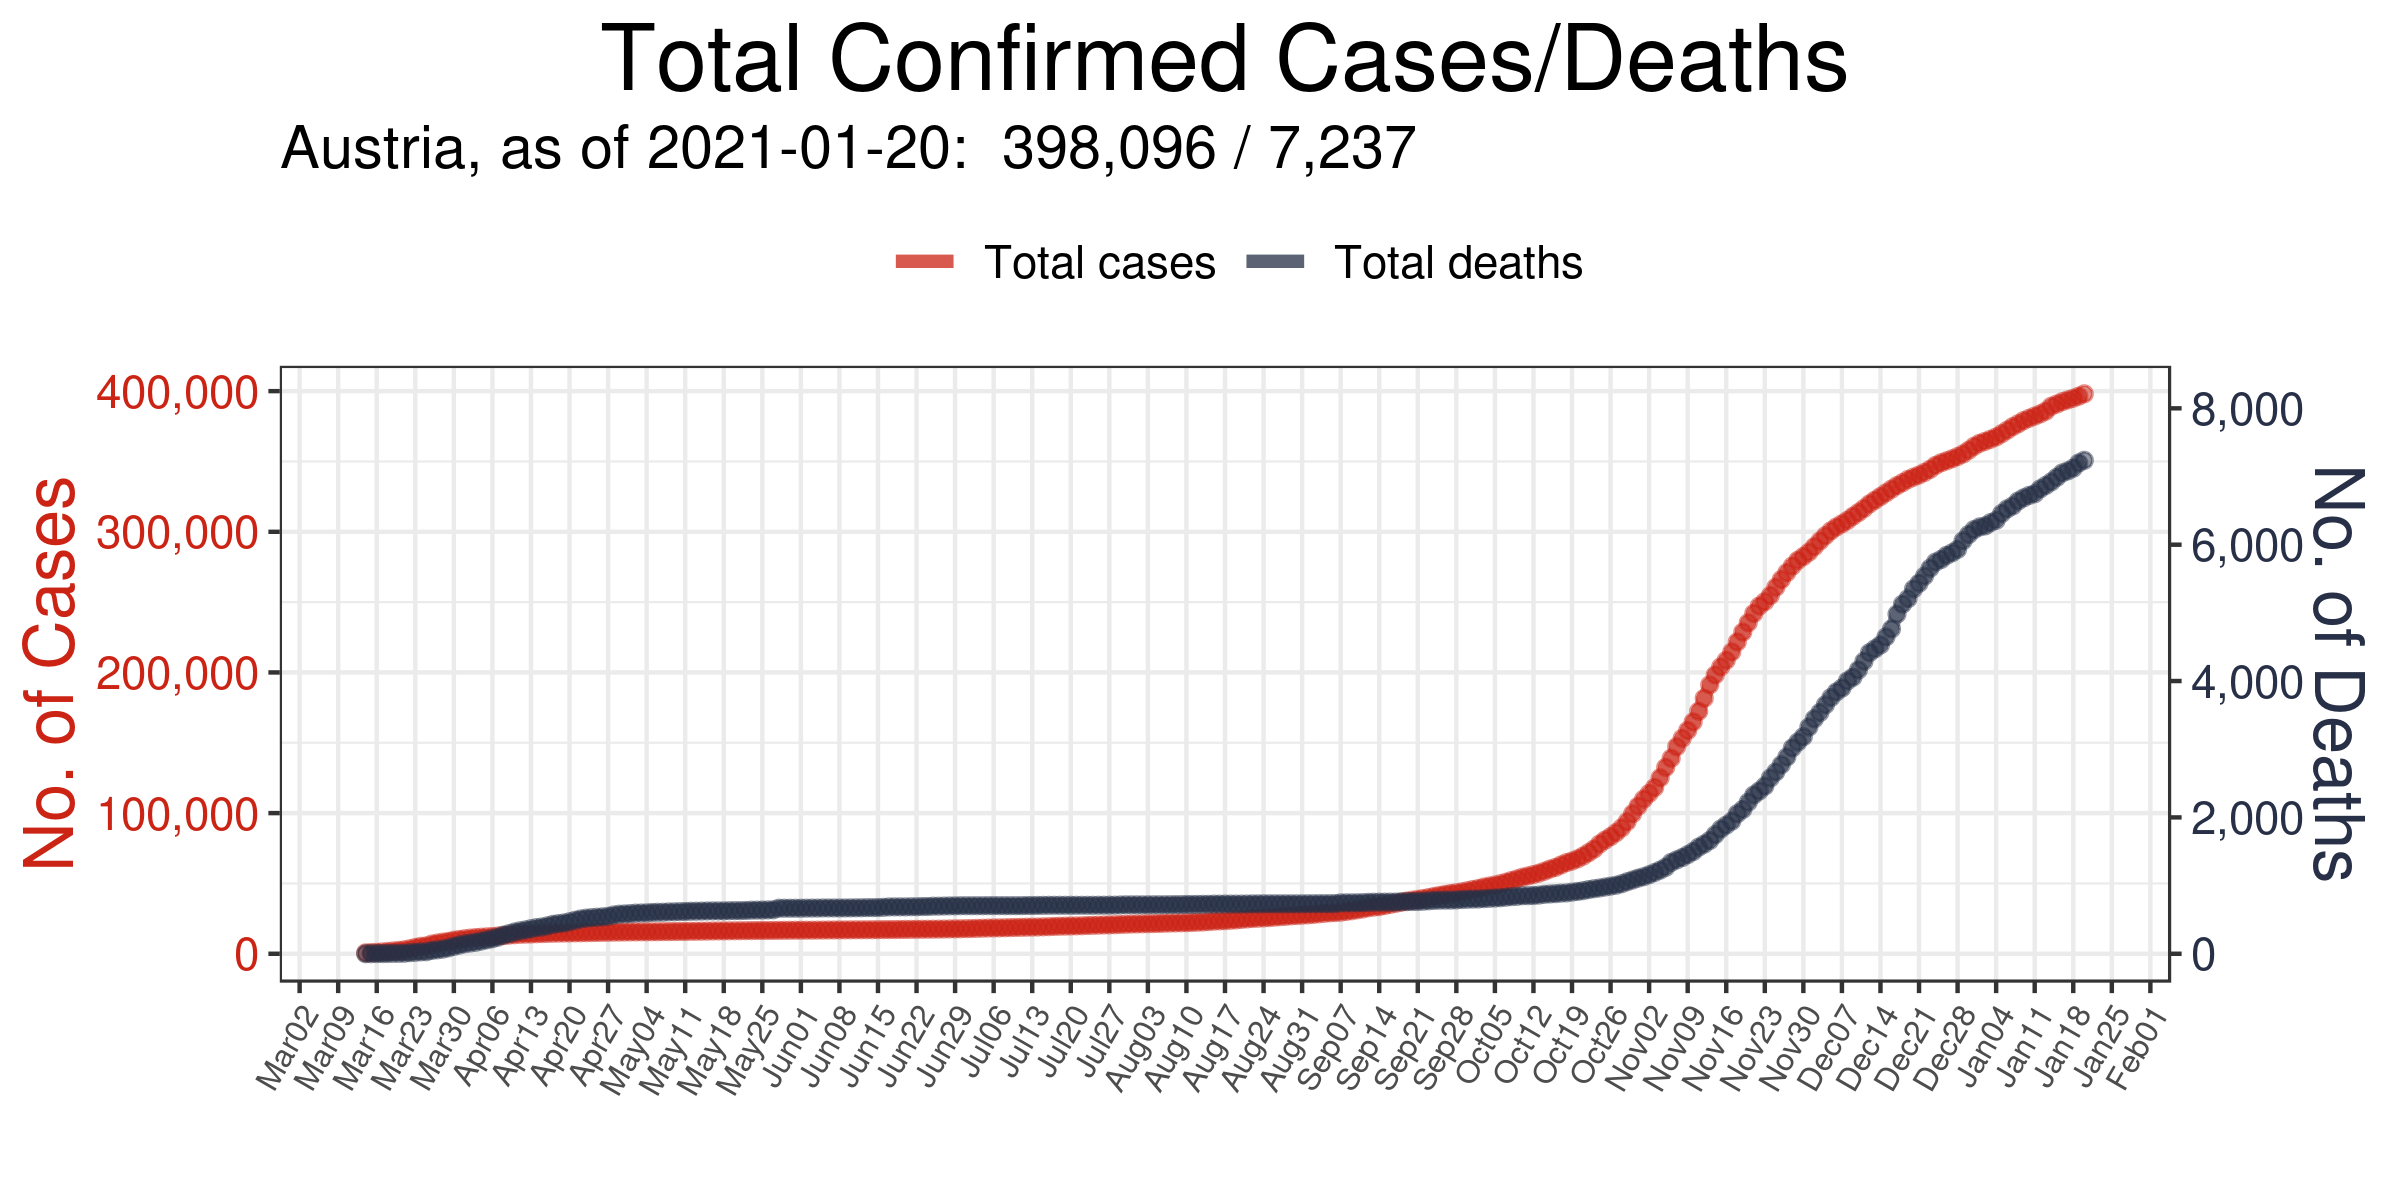 Total Confirmed Cases/Deaths
Austria, as of 2021-01-20:  398,096 / 7,237
Total cases
Total deaths
No. of Cases
400,000
300,000
200,000
100,000
0
8,000
6,000
4,000
2,000
0
No. of Deaths
Mar02
Mar09
Mar16
Mar23
Mar30
Apr06
Apr13
Apr20
Apr27
May04
May11
May18
May25
Jun01
Jun08
Jun15
Jun22
Jun29
Jul06
Jul13
Jul20
Jul27
Aug03
Aug10
Aug17
Aug24
Aug31
Sep07
Sep14
Sep21
Sep28
Oct05
Oct12
Oct19
Oct26
Nov02
Nov09
Nov16
Nov23
Nov30
Dec07
Dec14
Dec21
Dec28
Jan04
Jan11
Jan18
Jan25
Feb01